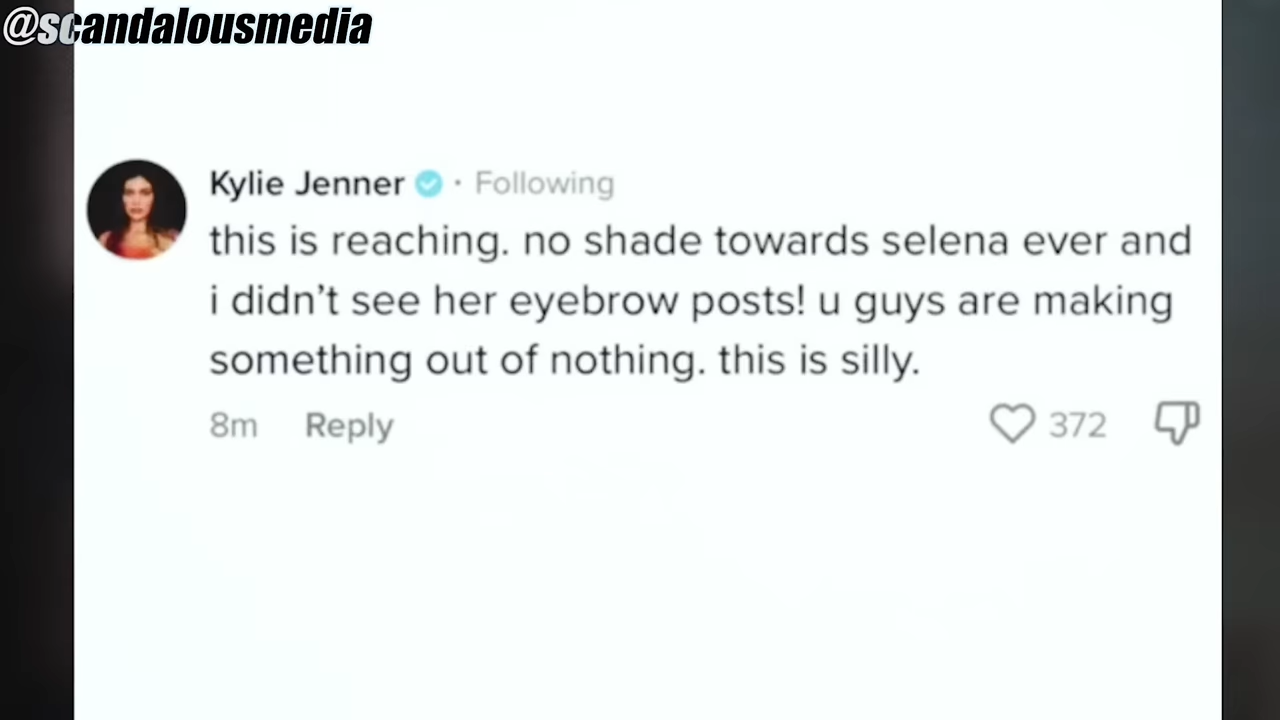 @scandalousmedia
Kylie Jenner · Following
this is reaching. no shade towards selena ever and
i didn’t see her eyebrow posts! u guys are making
something out of nothing. this is silly.
8m Reply 372